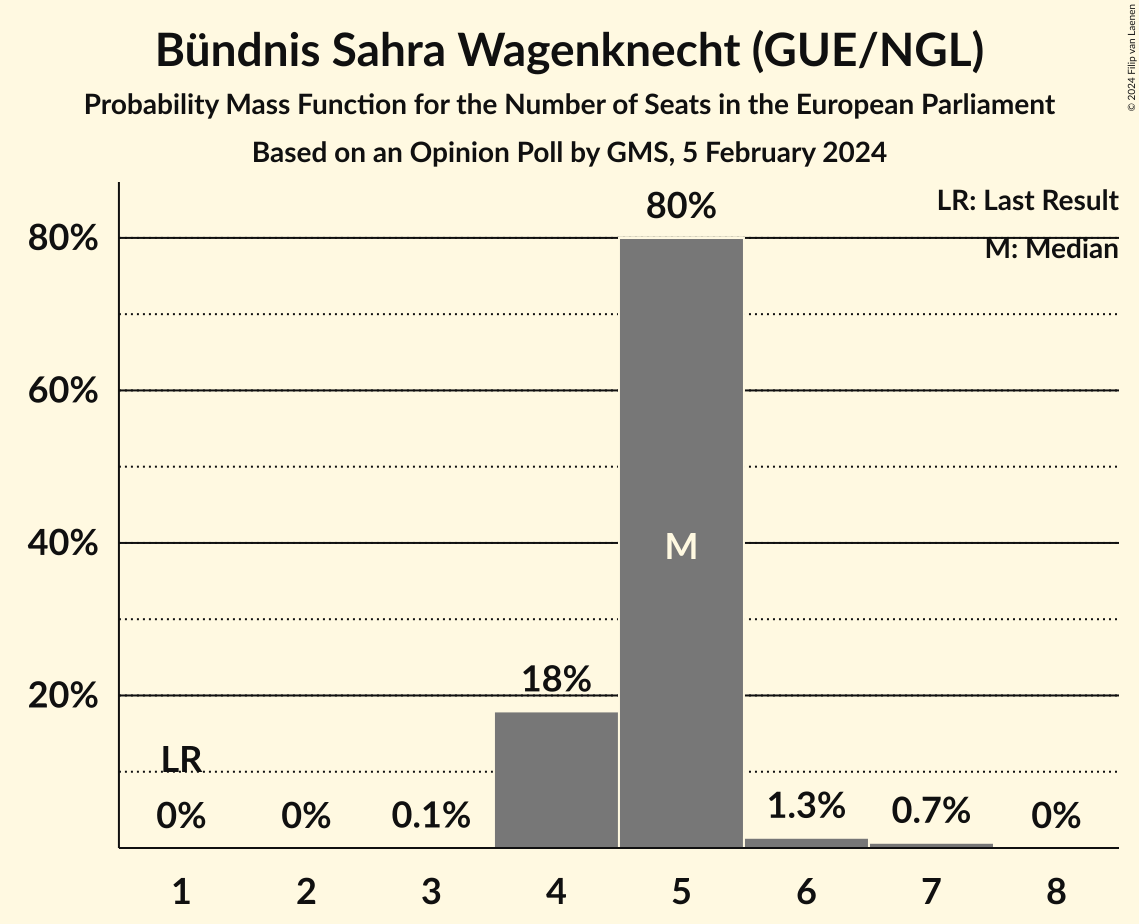 Bündnis Sahra Wagenknecht (GUE/NGL)
Probability Mass Function for the Number of Seats in the European Parliament
Based on an Opinion Poll by GMS, 5 February 2024
© 2024 Filip van Laenen
LR: Last Result
M: Median
80%
60%
40%
20%
LR
0%
0%
0.1%
18%
80%
M
1.3%
0.7%
0%
1 2 3 4 5 6 7 8